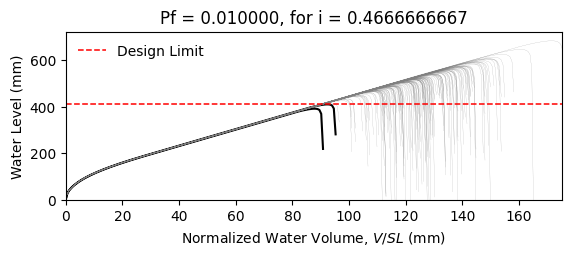 Pf = 0.010000, for i = 0.4666666667
Design Limit
Water Level (mm)
600
400
200
0
0 20 40 60 80 100 120 140 160
Normalized Water Volume, V/SL (mm)